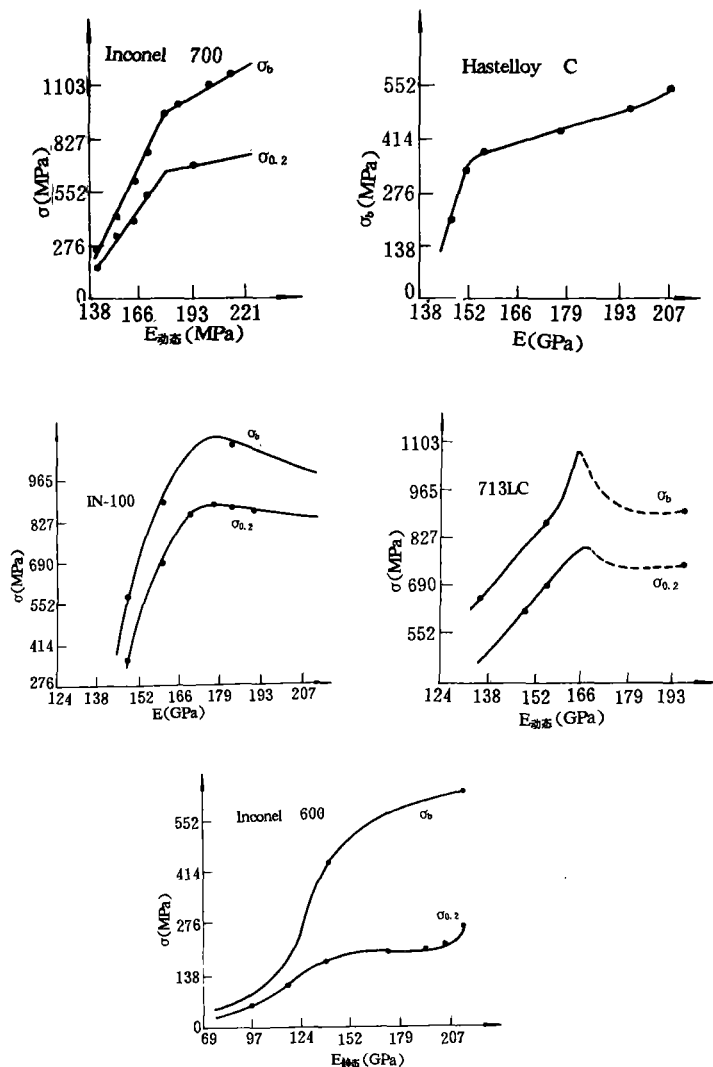 Inconel 700
σb
1103
827
σ0.2
552
276
0
σ(MPa)
138 166 193 221
E动态(MPa)
Hastelloy C
552
414
276
138
0
σb(MPa)
138 152 166 179 193 207
E(GPa)
IN-100
σb
965
827
σ0.2
690
552
414
276
σ(MPa)
124 138 152 166 179 193 207
E(GPa)
1103
965
713LC
σb
827
690
σ0.2
552
σ(MPa)
124 138 152 166 179 193
E动态(GPa)
Inconel 600
552
σb
414
276
σ0.2
138
0
σ(MPa)
69 97 124 152 179 207
E静态(GPa)